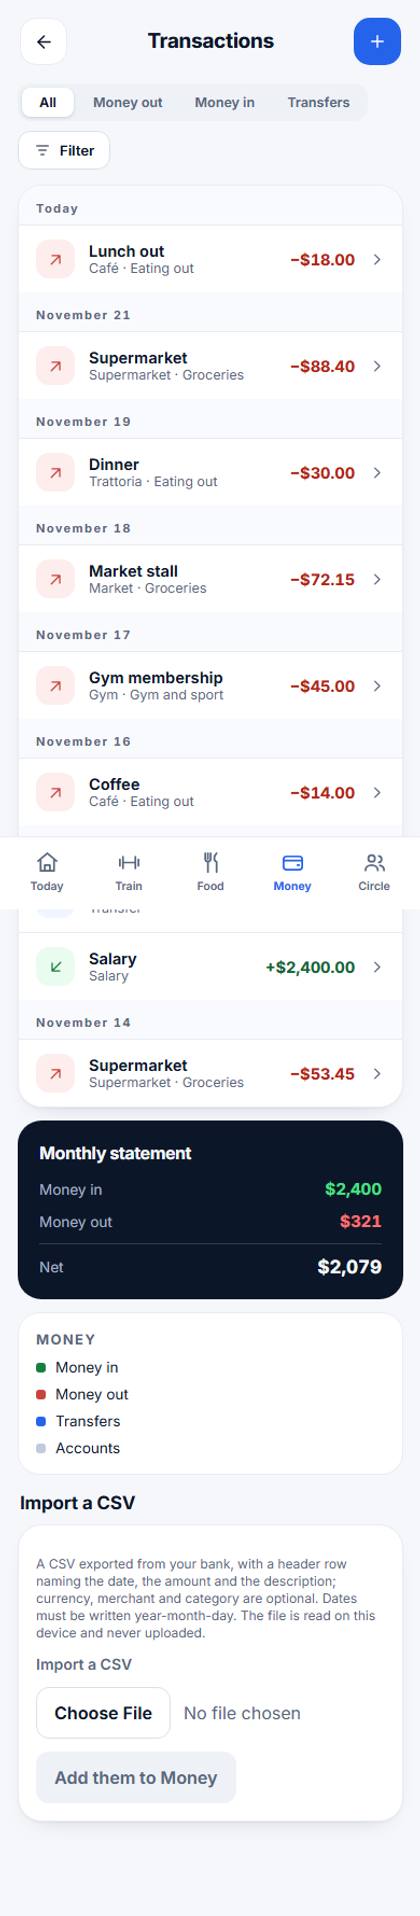 Transactions
All
Money out
Money in
Transfers
Filter
Today
Lunch out
Café · Eating out
−$18.00
November 21
Supermarket
Supermarket · Groceries
−$88.40
November 19
Dinner
Trattoria · Eating out
−$30.00
November 18
Market stall
Market · Groceries
−$72.15
November 17
Gym membership
Gym · Gym and sport
−$45.00
November 16
Coffee
Café · Eating out
−$14.00
Today
Train
Food
Money
Circle
Transfer
Salary
Salary
+$2,400.00
November 14
Supermarket
Supermarket · Groceries
−$53.45
Monthly statement
Money in
$2,400
Money out
$321
Net
$2,079
MONEY
Money in
Money out
Transfers
Accounts
Import a CSV
A CSV exported from your bank, with a header row
naming the date, the amount and the description;
currency, merchant and category are optional. Dates
must be written year-month-day. The file is read on this
device and never uploaded.
Import a CSV
Choose File
No file chosen
Add them to Money